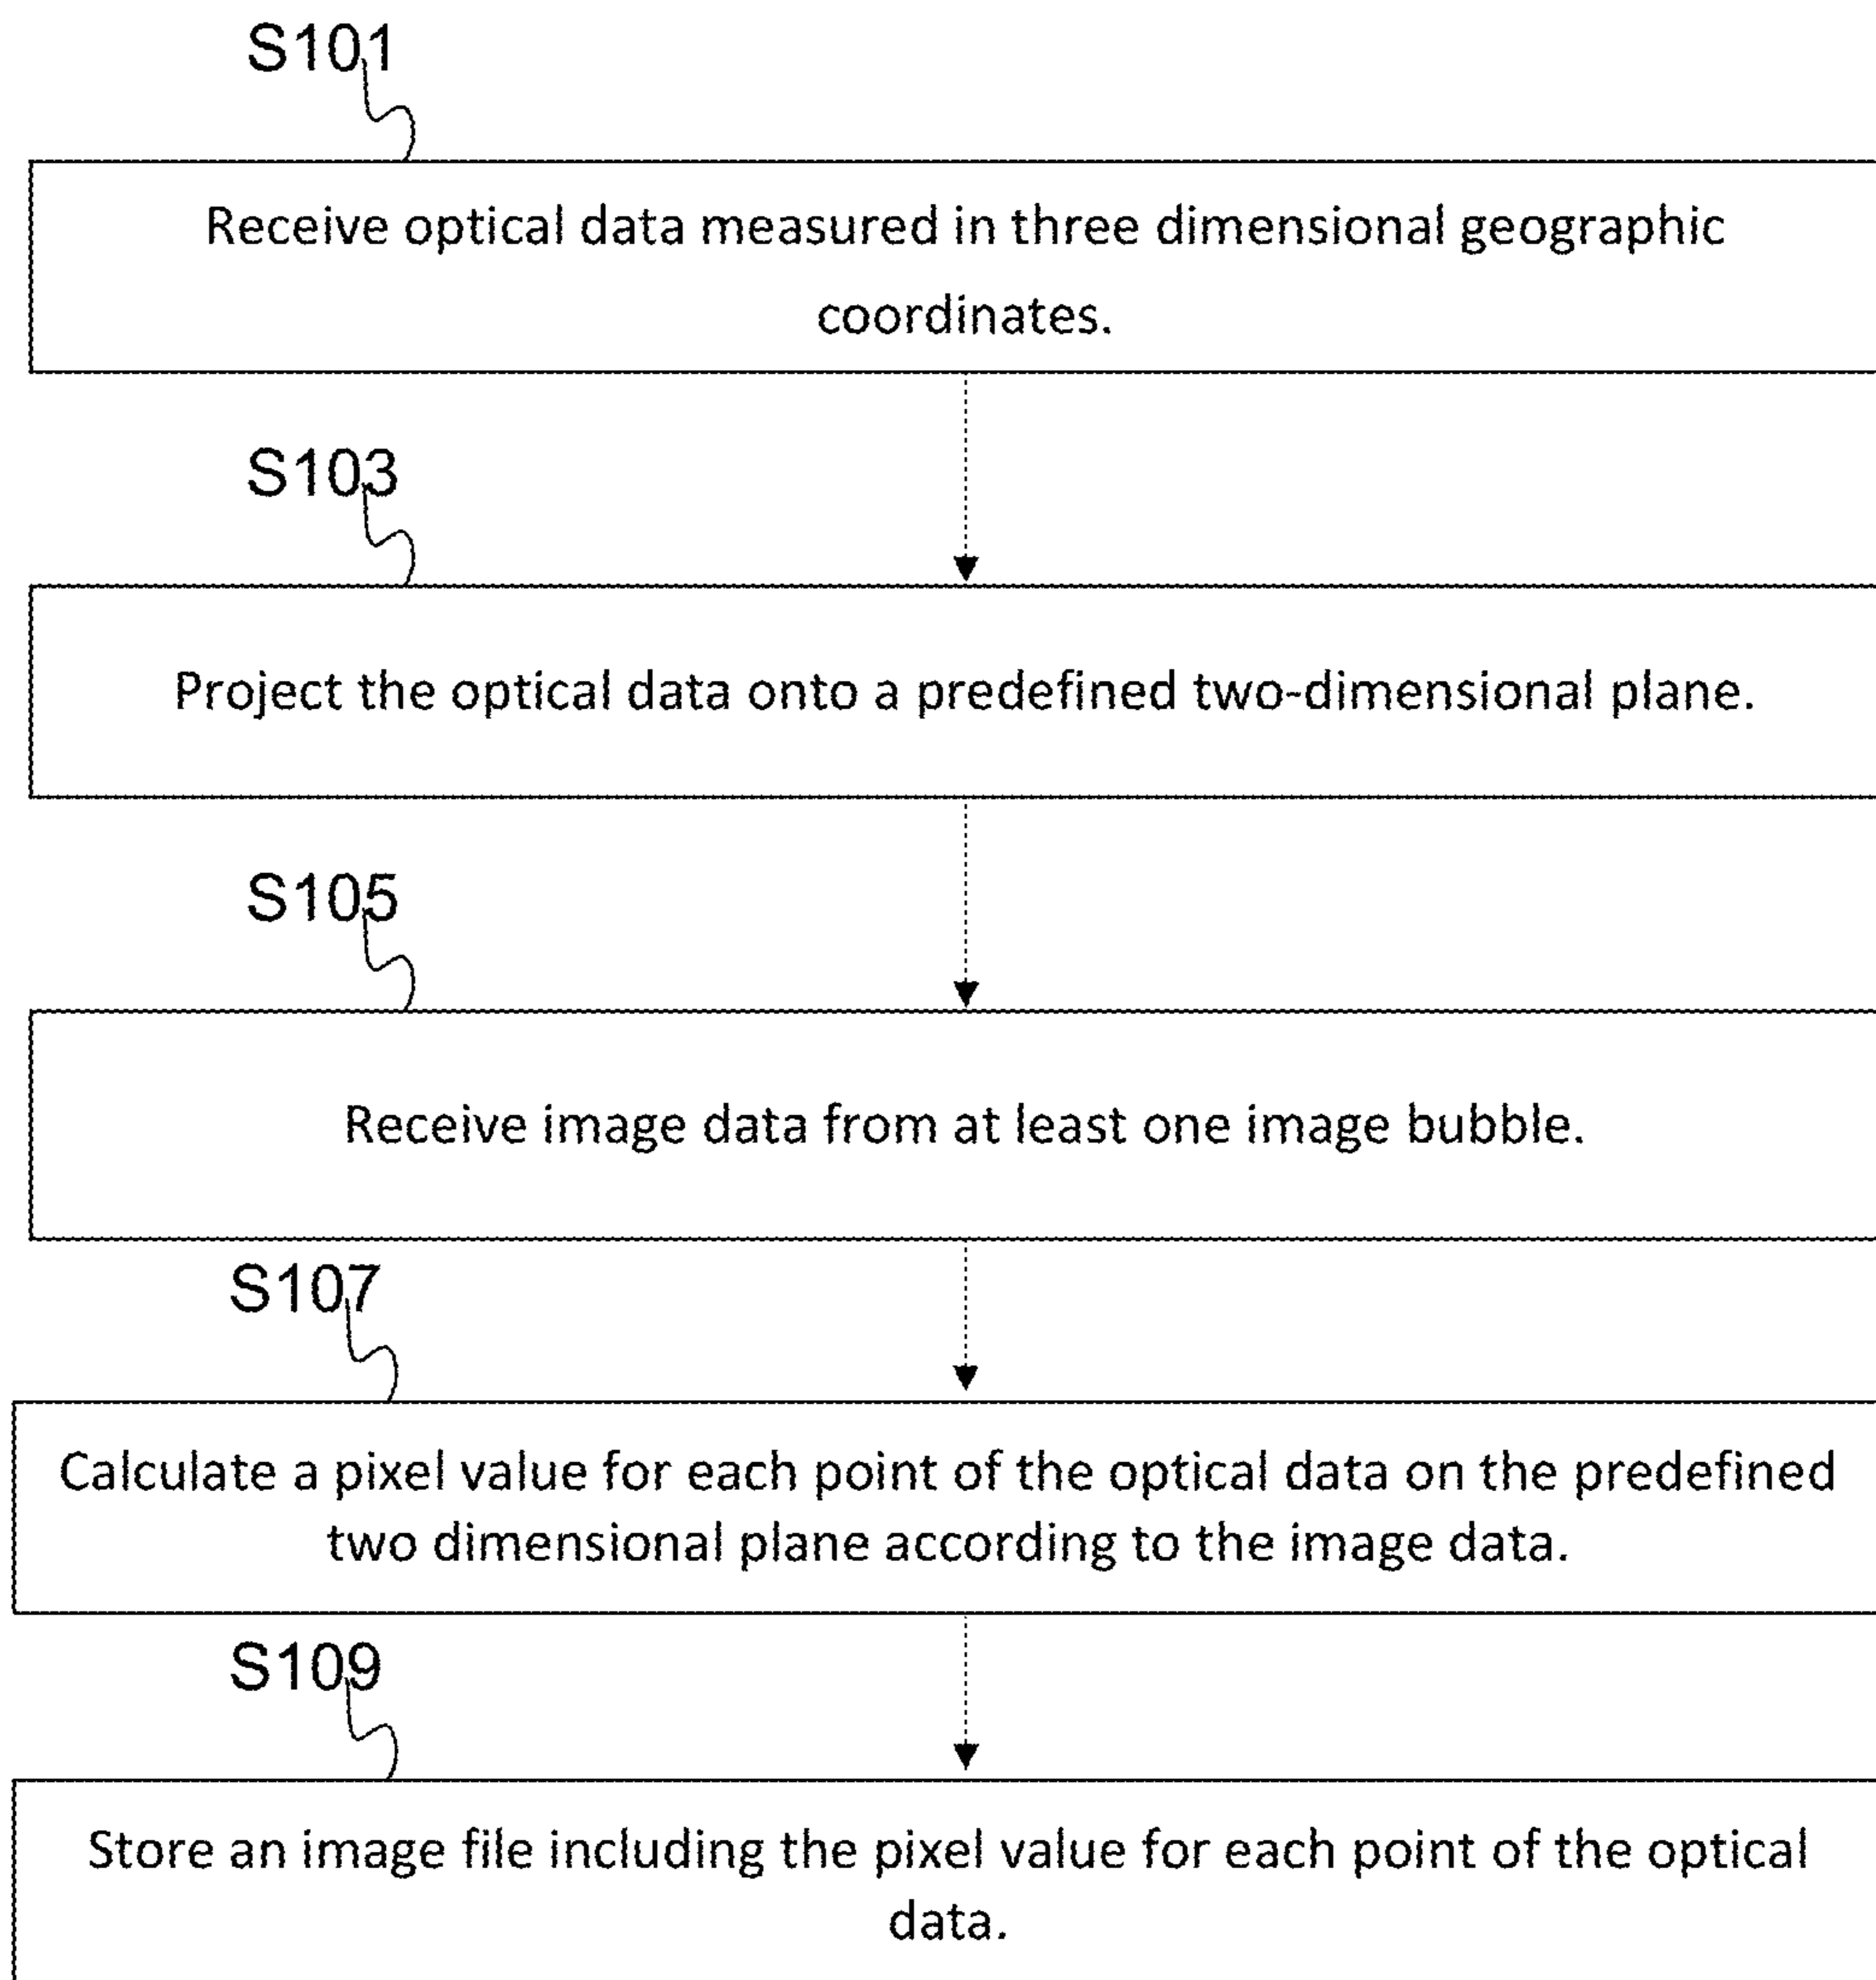 S101
Receive optical data measured in three dimensional geographic
coordinates.
S103
Project the optical data onto a predefined two-dimensional plane.
S105
Receive image data from at least one image bubble.
S107
Calculate a pixel value for each point of the optical data on the predefined
two dimensional plane according to the image data.
S109
Store an image file including the pixel value for each point of the optical
data.